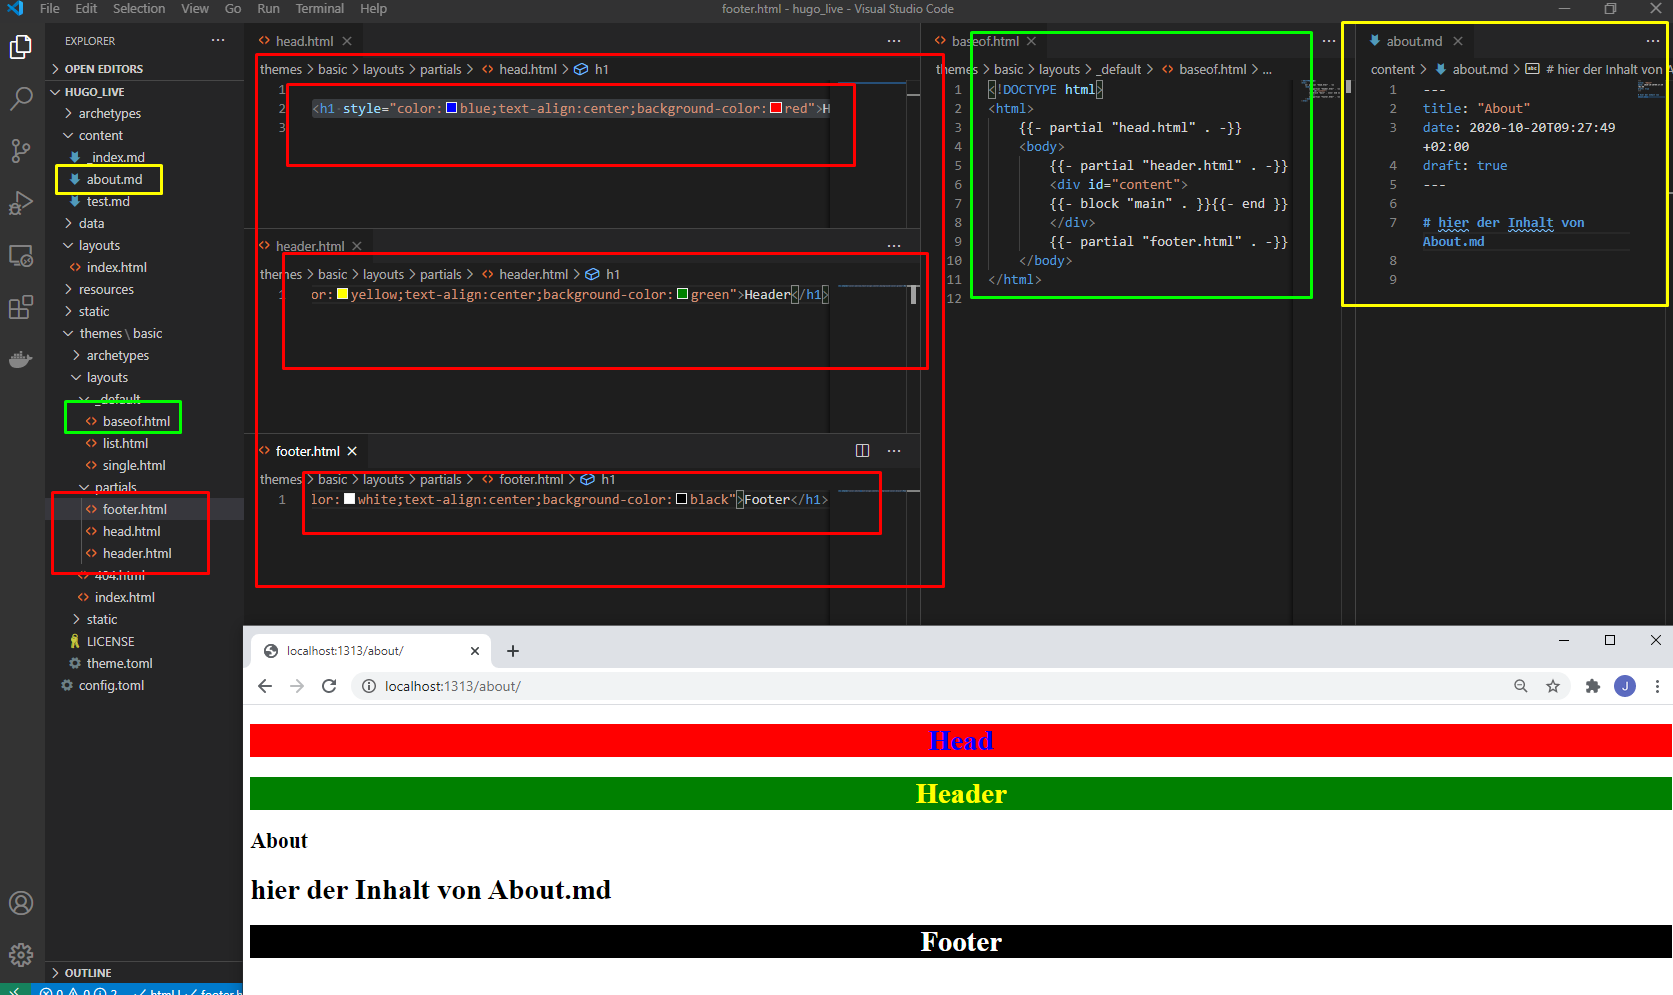 File Edit Selection View Go Run Terminal Help
footer.html - hugo_live - Visual Studio Code
EXPLORER
OPEN EDITORS
HUGO_LIVE
archetypes
content
_index.md
about.md
test.md
data
layouts
index.html
resources
static
themes \ basic
archetypes
layouts
_default
baseof.html
list.html
single.html
partials
footer.html
head.html
header.html
404.html
index.html
static
LICENSE
theme.toml
config.toml
OUTLINE
head.html
themes > basic > layouts > partials > head.html > h1
1
2 <h1 style="color:blue;text-align:center;background-color:red">H
3
header.html
themes > basic > layouts > partials > header.html > h1
1 or:yellow;text-align:center;background-color:green">Header</h1>
footer.html
themes > basic > layouts > partials > footer.html > h1
1 lor:white;text-align:center;background-color:black">Footer</h1>
baseof.html
themes > basic > layouts > _default > baseof.html > ...
1 <!DOCTYPE html>
2 <html>
3 {{- partial "head.html" . -}}
4 <body>
5 {{- partial "header.html" . -}}
6 <div id="content">
7 {{- block "main" . }}{{- end }}
8 </div>
9 {{- partial "footer.html" . -}}
10 </body>
11 </html>
12
about.md
content > about.md > # hier der Inhalt von A
1 ---
2 title: "About"
3 date: 2020-10-20T09:27:49
+02:00
4 draft: true
5 ---
6
7 # hier der Inhalt von
About.md
8
9
localhost:1313/about/
localhost:1313/about/
J
Head
Header
About
hier der Inhalt von About.md
Footer